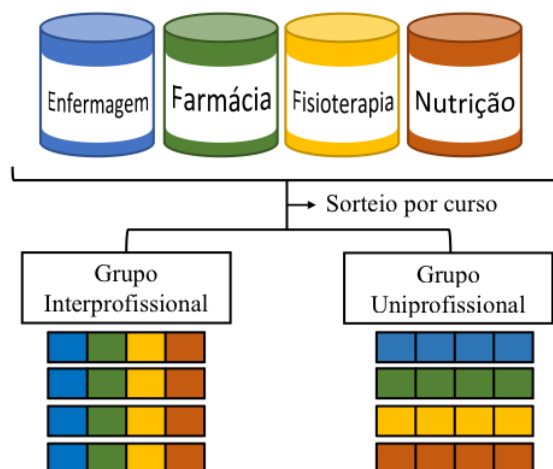 Enfermagem
Farmácia
Fisioterapia
Nutrição
Sorteio por curso
Grupo
Interprofissional
Grupo
Uniprofissional